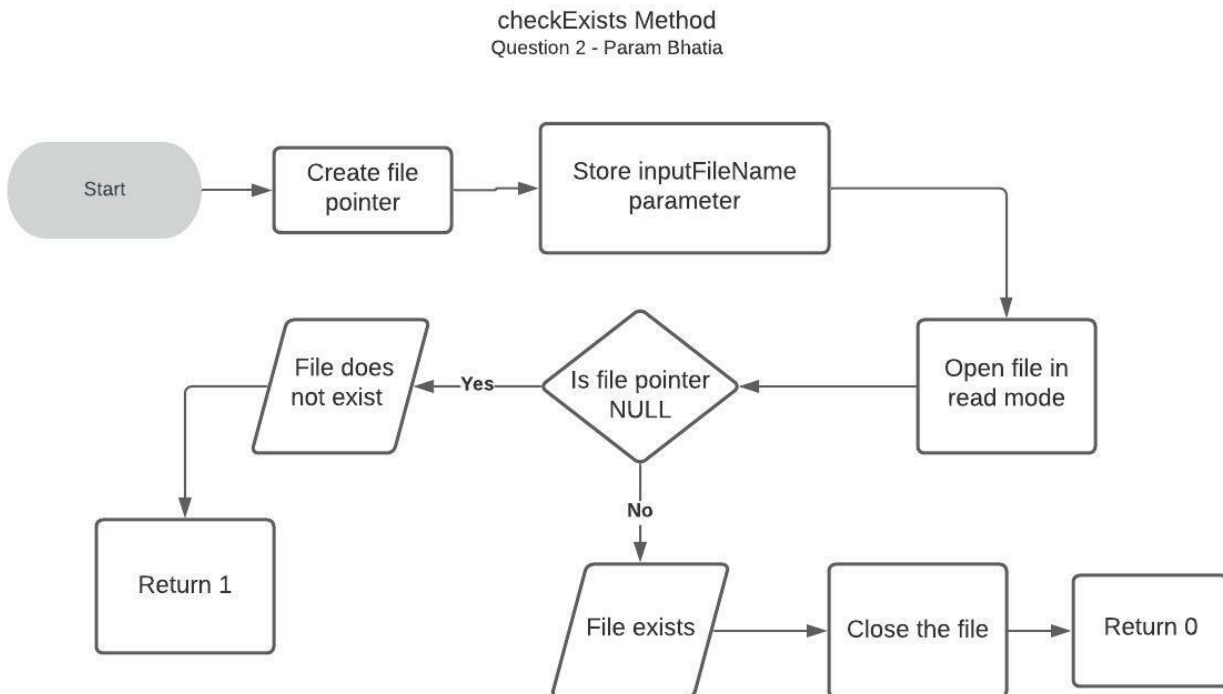 checkExists Method
Question 2 - Param Bhatia
Start
Create file
pointer
Store inputFileName
parameter
Open file in
read mode
Is file pointer
NULL
Yes
File does
not exist
Return 1
No
File exists
Close the file
Return 0